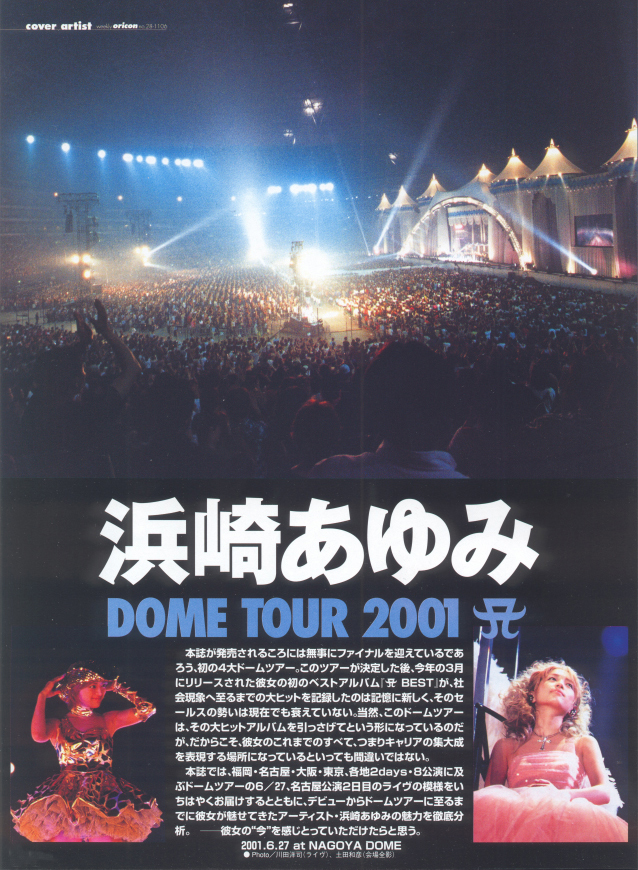 cover artist weekly oricon no.28-1106
浜崎あゆみ
DOME TOUR 2001
本誌が発売されるころには無事にファイナルを迎えているであ
ろう、初の4大ドームツアー。このツアーが決定した後、今年の3月
にリリースされた彼女の初のベストアルバム『A BEST』が、社
会現象へ至るまでの大ヒットを記録したのは記憶に新しく、そのセ
ールスの勢いは現在でも衰えていない。当然、このドームツアー
は、その大ヒットアルバムを引っさげてという形になっているのだ
が、だからこそ、彼女のこれまでのすべて、つまりキャリアの集大成
を表現する場所になっているといっても間違いではない。
本誌では、福岡・名古屋・大阪・東京、各地2days・8公演に及
ぶドームツアーの6／27、名古屋公演2日目のライヴの模様をい
ちはやくお届けするとともに、デビューからドームツアーに至るま
でに彼女が魅せてきたアーティスト・浜崎あゆみの魅力を徹底分
析。――彼女の“今”を感じとっていただけたらと思う。
2001.6.27 at NAGOYA DOME
●Photo／川田洋司(ライヴ)、土田和彦(会場全影)